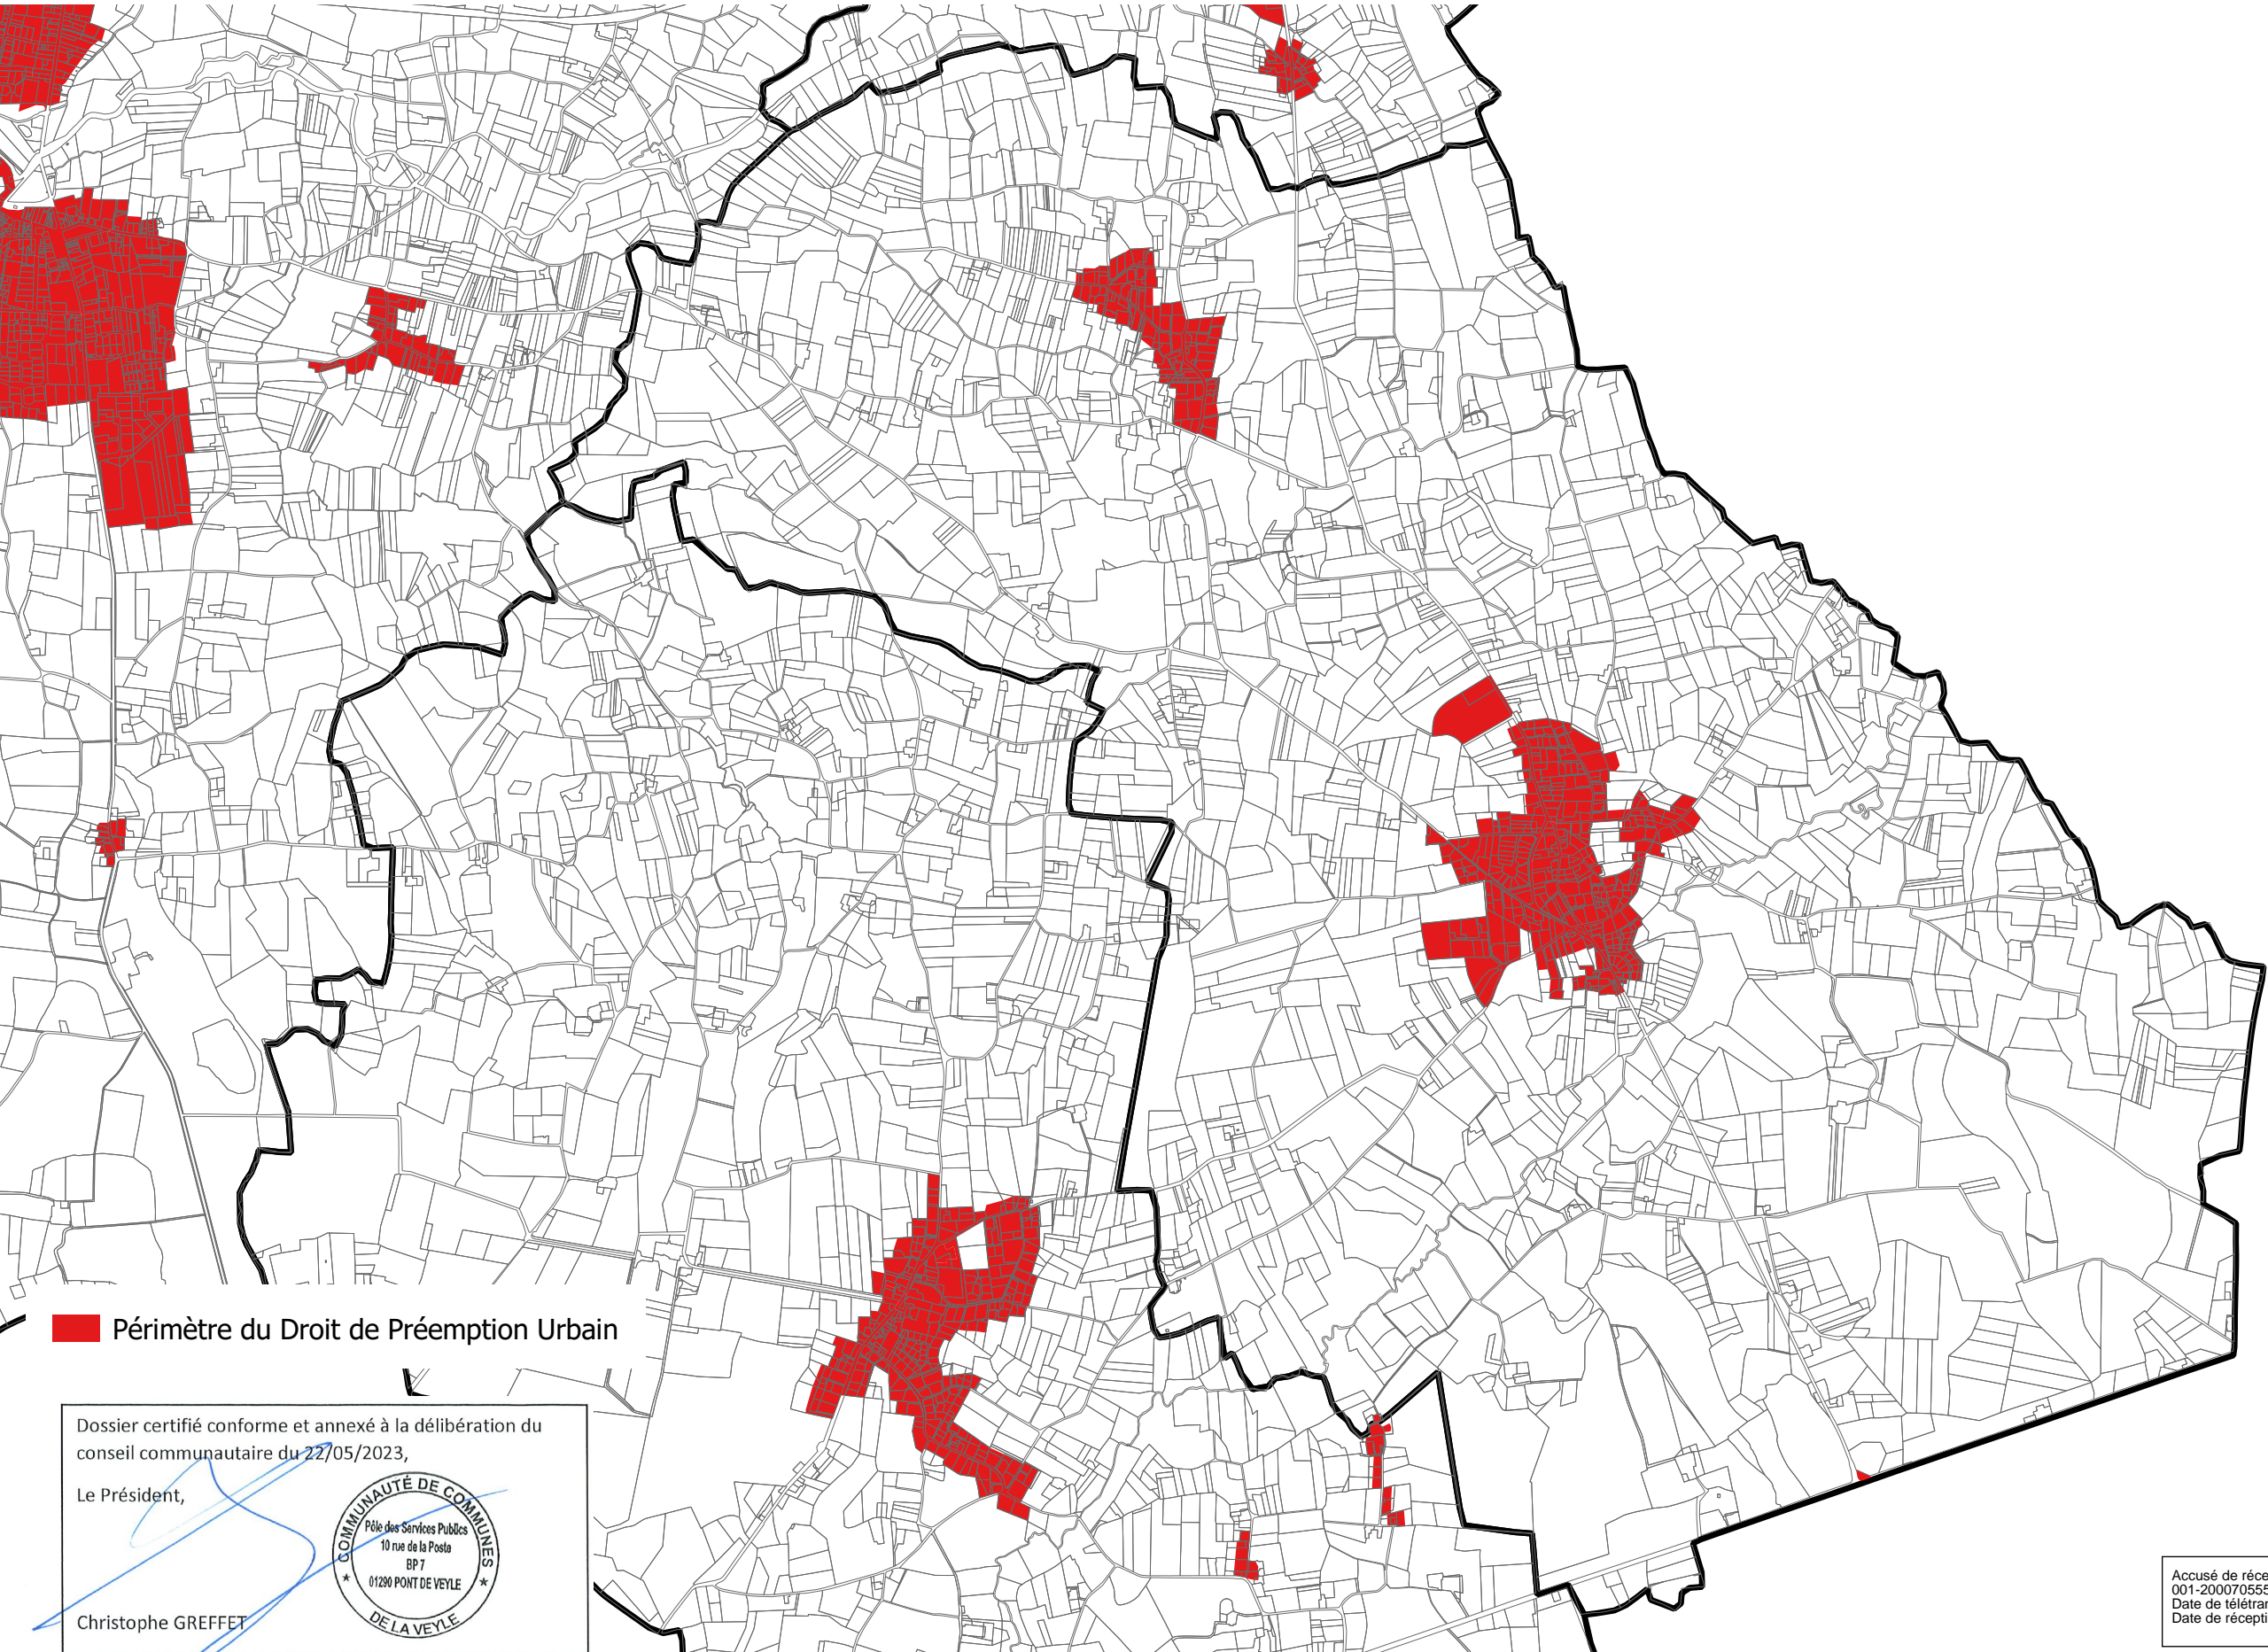 Périmètre du Droit de Préemption Urbain
Dossier certifié conforme et annexé à la délibération du
conseil communautaire du 22/05/2023,
Le Président,
COMMUNAUTÉ DE COMMUNES
Pôle des Services Publics
10 rue de la Poste
BP 7
01290 PONT DE VEYLE
★ ★
DE LA VEYLE
Christophe GREFFET
Accusé de réce
001-200070555
Date de télétran
Date de récepti